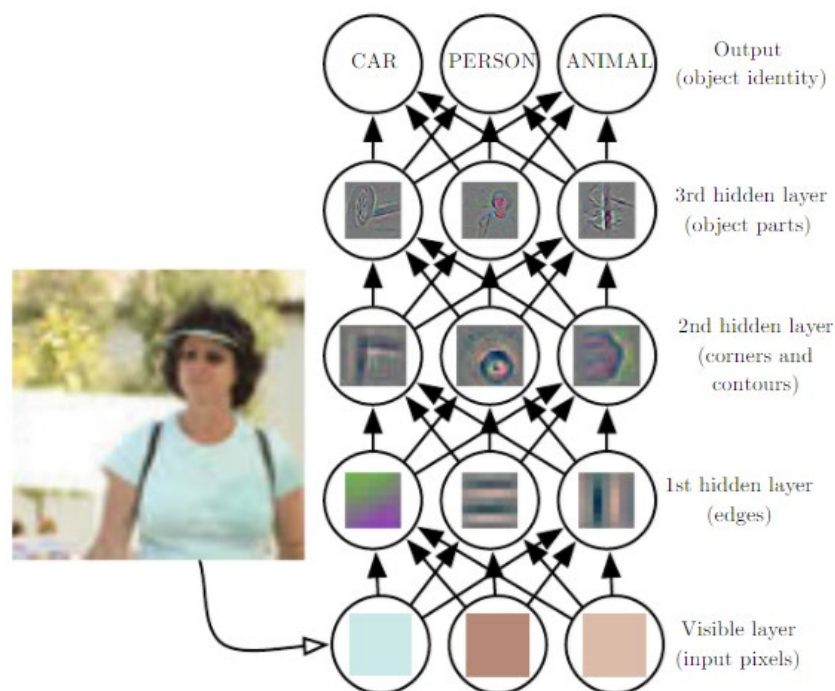 CAR PERSON ANIMAL
Output
(object identity)
3rd hidden layer
(object parts)
2nd hidden layer
(corners and
contours)
1st hidden layer
(edges)
Visible layer
(input pixels)